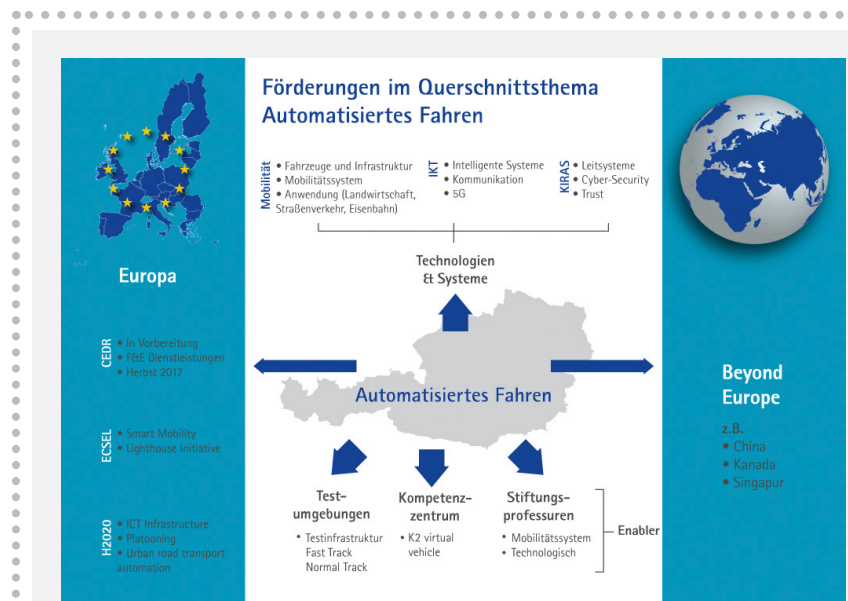 Förderungen im Querschnittsthema
Automatisiertes Fahren
Mobilität
• Fahrzeuge und Infrastruktur
• Mobilitätssystem
• Anwendung (Landwirtschaft,
Straßenverkehr, Eisenbahn)
IKT
• Intelligente Systeme
• Kommunikation
• 5G
KIRAS
• Leitsysteme
• Cyber-Security
• Trust
Technologien
& Systeme
Europa
CEDR
• In Vorbereitung
• F&E Dienstleistungen
• Herbst 2017
ECSEL
• Smart Mobility
• Lighthouse Initiative
H2020
• ICT Infrastructure
• Platooning
• Urban road transport
automation
Automatisiertes Fahren
Test-
umgebungen
• Testinfrastruktur
Fast Track
Normal Track
Kompetenz-
zentrum
• K2 virtual
vehicle
Stiftungs-
professuren
• Mobilitätssystem
• Technologisch
Enabler
Beyond
Europe
z.B.
• China
• Kanada
• Singapur